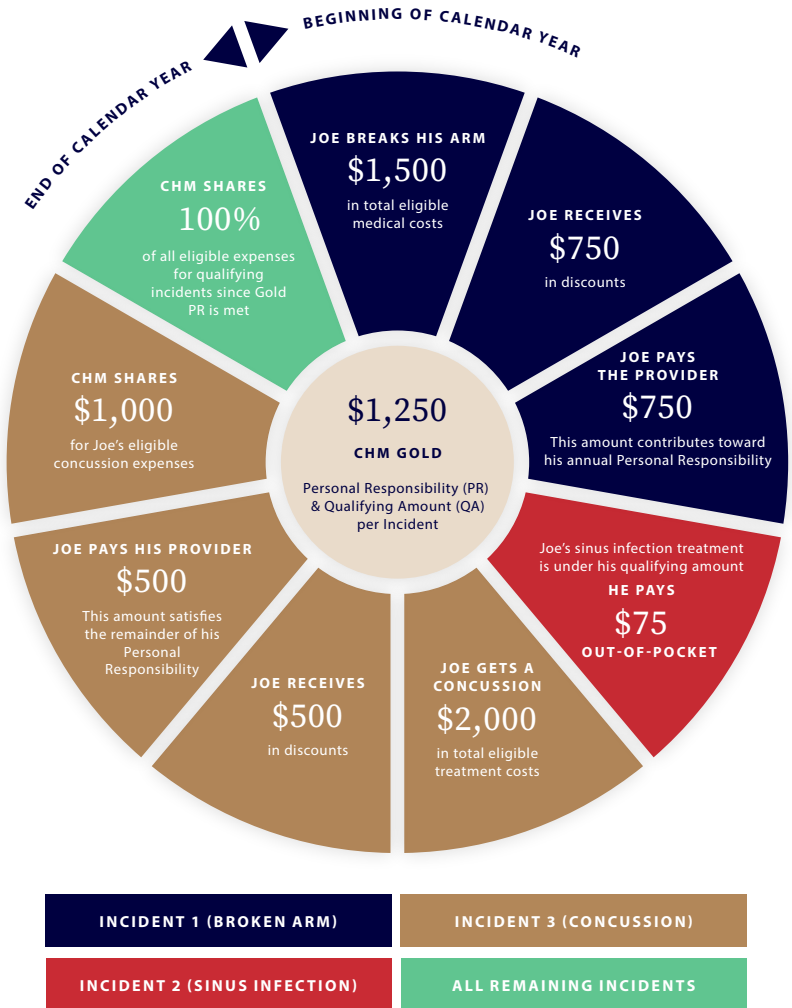 BEGINNING OF CALENDAR YEAR
JOE BREAKS HIS ARM
$1,500
in total eligible
medical costs
JOE RECEIVES
$750
in discounts
JOE PAYS
THE PROVIDER
$750
This amount contributes toward
his annual Personal Responsibility
Joe’s sinus infection treatment
is under his qualifying amount
HE PAYS
$75
OUT-OF-POCKET
JOE GETS A
CONCUSSION
$2,000
in total eligible
treatment costs
JOE RECEIVES
$500
in discounts
JOE PAYS HIS PROVIDER
$500
This amount satisfies
the remainder of his
Personal
Responsibility
CHM SHARES
$1,000
for Joe’s eligible
concussion expenses
CHM SHARES
100%
of all eligible expenses
for qualifying
incidents since Gold
PR is met
END OF CALENDAR YEAR
$1,250
CHM GOLD
Personal Responsibility (PR)
& Qualifying Amount (QA)
per Incident
INCIDENT 1 (BROKEN ARM)
INCIDENT 3 (CONCUSSION)
INCIDENT 2 (SINUS INFECTION)
ALL REMAINING INCIDENTS